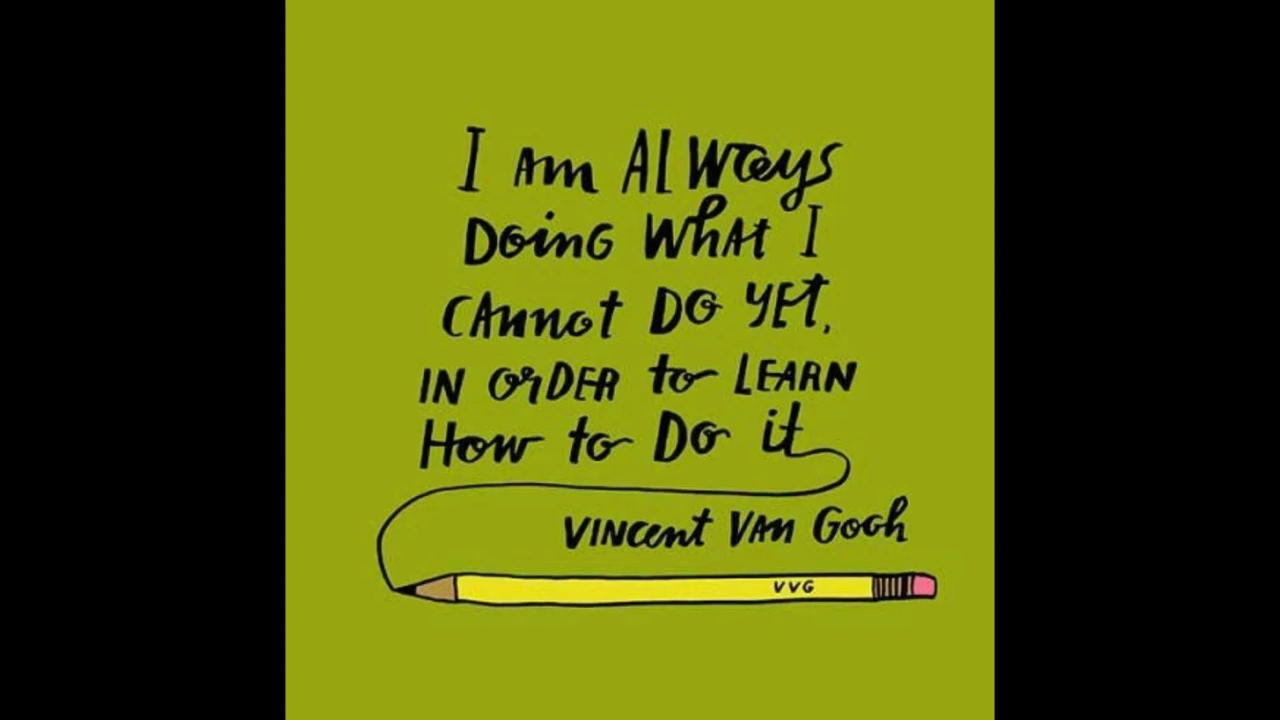 I Am Always
Doing What I
Cannot Do Yet,
IN orDER to LEARN
How to Do it
VINcent VAN Gogh
VVG